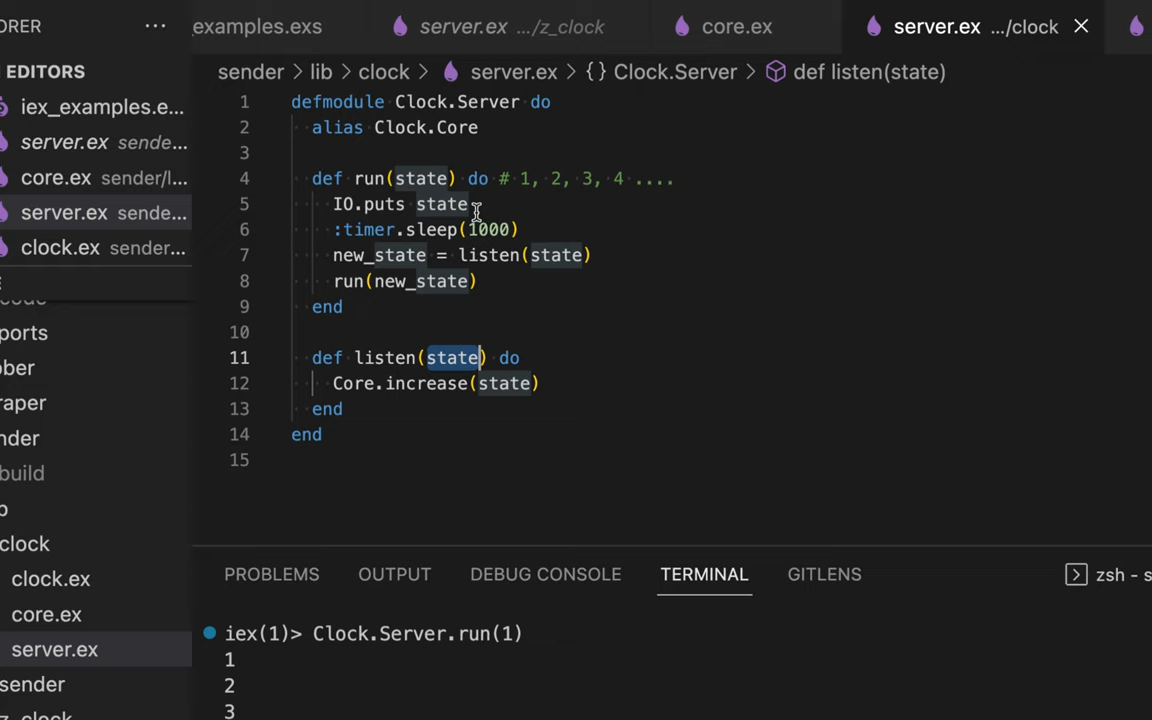 ORER ...
examples.exs
server.ex .../z_clock
core.ex
server.ex .../clock
EDITORS
iex_examples.e...
server.ex sende...
core.ex sender/l...
server.ex sende...
clock.ex sender...
ports
ber
raper
nder
build
clock
clock.ex
core.ex
server.ex
sender
z_clock
sender > lib > clock > server.ex > {} Clock.Server > def listen(state)
1 defmodule Clock.Server do
2 alias Clock.Core
3
4 def run(state) do # 1, 2, 3, 4 ....
5 IO.puts state
6 :timer.sleep(1000)
7 new_state = listen(state)
8 run(new_state)
9 end
10
11 def listen(state) do
12 Core.increase(state)
13 end
14 end
15
PROBLEMS OUTPUT DEBUG CONSOLE TERMINAL GITLENS
zsh - s
iex(1)> Clock.Server.run(1)
1
2
3